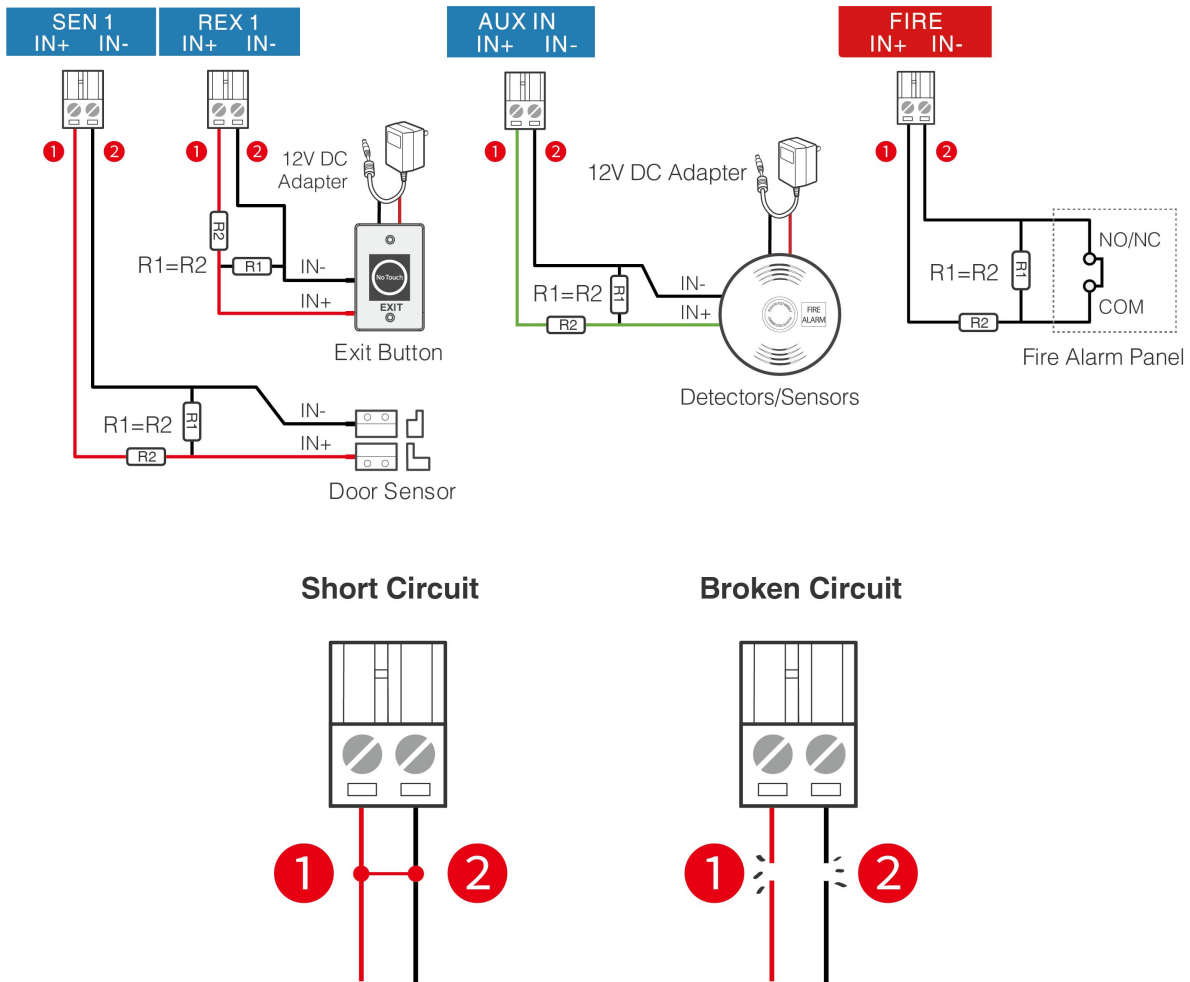 SEN 1
IN+ IN-
REX 1
IN+ IN-
AUX IN
IN+ IN-
FIRE
IN+ IN-
1 2
1 2
1 2
1 2
12V DC
Adapter
12V DC Adapter
R2
R1=R2
R1
IN-
IN+
No Touch
EXIT
Exit Button
R1=R2
R1
R2
IN-
IN+
Door Sensor
R1=R2
R1
R2
IN-
IN+
FIRE
ALARM
Detectors/Sensors
R1=R2
R1
R2
NO/NC
COM
Fire Alarm Panel
Short Circuit
Broken Circuit
1 2
1 2